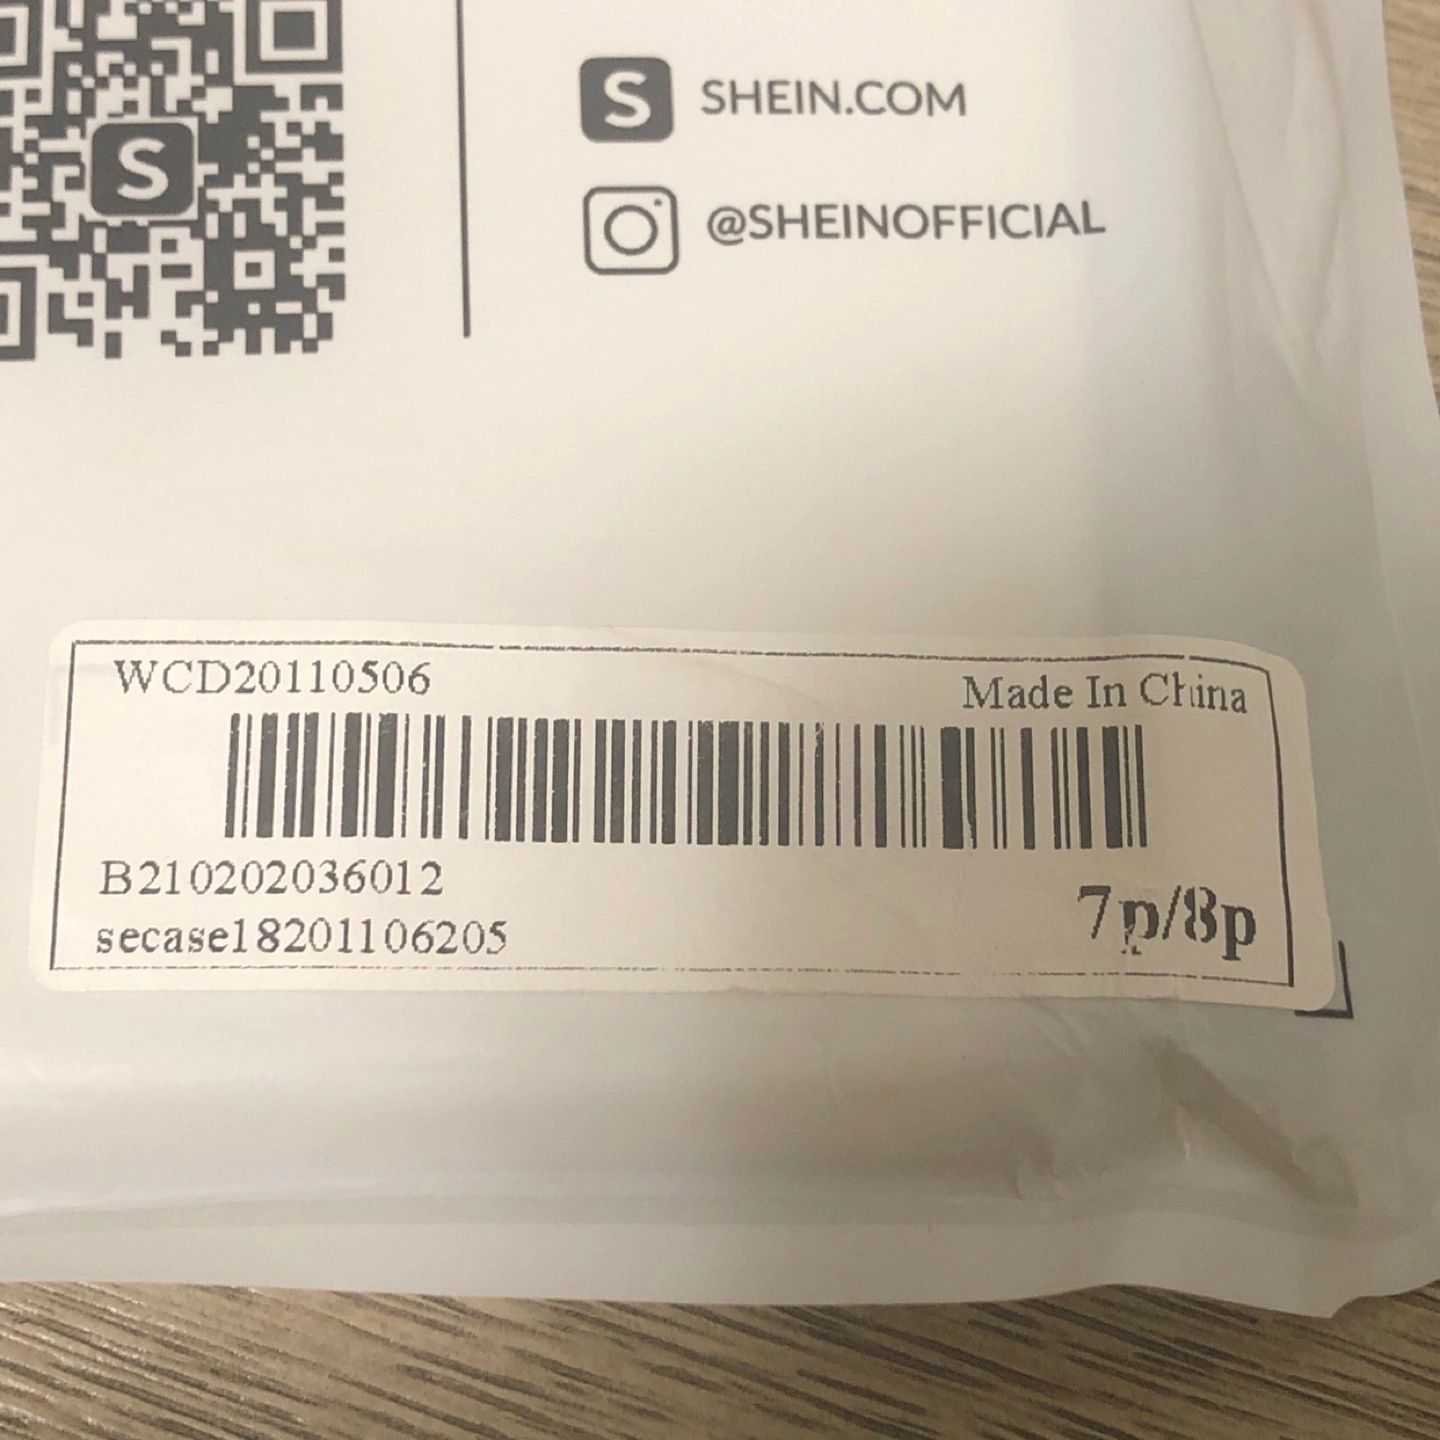 S
S SHEIN.COM
@SHEINOFFICIAL
WCD20110506
Made In China
B210202036012
secase18201106205
7p/8p